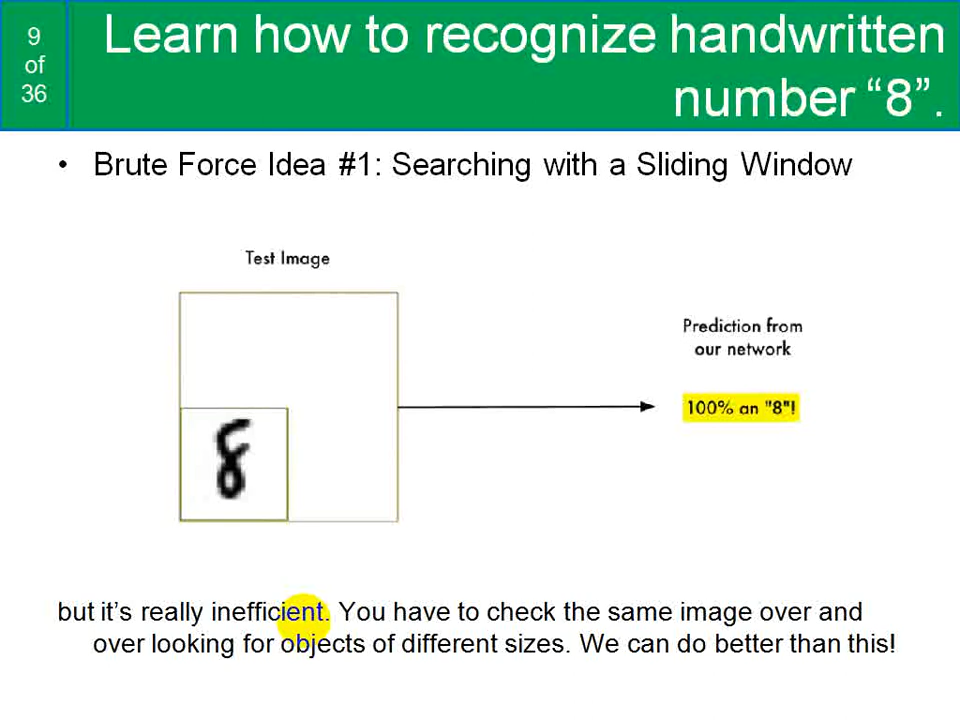 9
of
36
Learn how to recognize handwritten
number “8”.
• Brute Force Idea #1: Searching with a Sliding Window
Test Image
Prediction from
our network
100% an "8"!
8
but it’s really inefficient. You have to check the same image over and
over looking for objects of different sizes. We can do better than this!